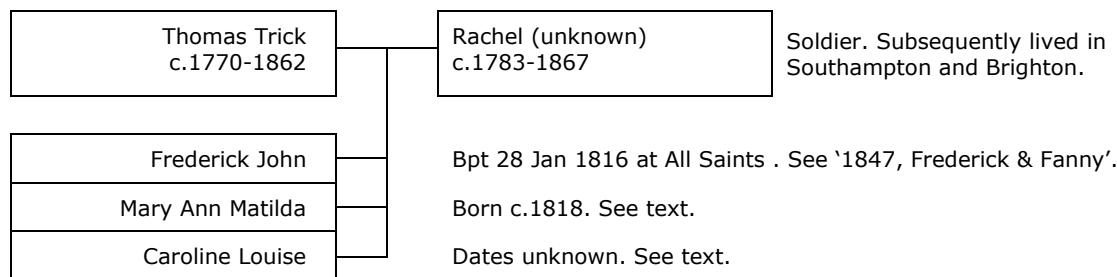 Thomas Trick
c.1770-1862
Rachel (unknown)
c.1783-1867
Soldier. Subsequently lived in
Southampton and Brighton.
Frederick John
Bpt 28 Jan 1816 at All Saints . See ‘1847, Frederick & Fanny’.
Mary Ann Matilda
Born c.1818. See text.
Caroline Louise
Dates unknown. See text.